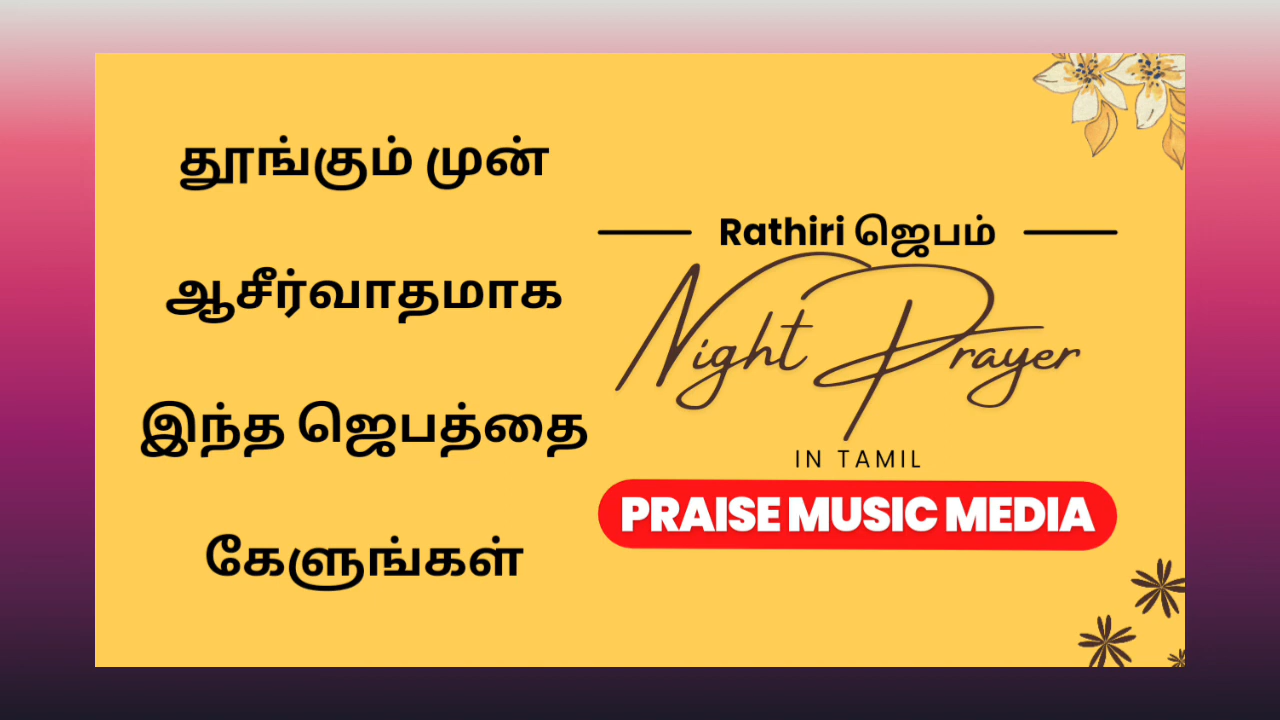 தூங்கும் முன்
ஆசீர்வாதமாக
இந்த ஜெபத்தை
கேளுங்கள்
Rathiri ஜெபம்
Night Prayer
IN TAMIL
PRAISE MUSIC MEDIA